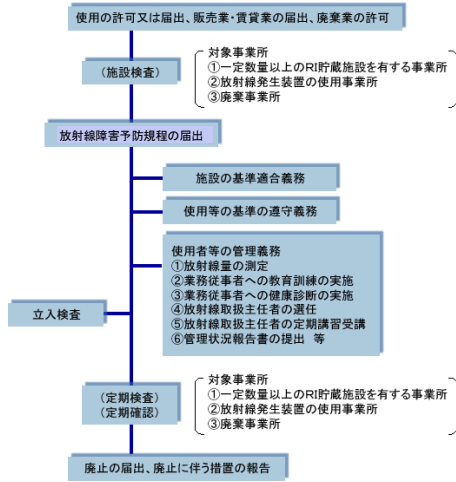 使用の許可又は届出、販売業・賃貸業の届出、廃棄業の許可
（施設検査）
対象事業所
①一定数量以上のRI貯蔵施設を有する事業所
②放射線発生装置の使用事業所
③廃棄事業所
放射線障害予防規程の届出
施設の基準適合義務
使用等の基準の遵守義務
使用者等の管理義務
①放射線量の測定
②業務従事者への教育訓練の実施
③業務従事者への健康診断の実施
④放射線取扱主任者の選任
⑤放射線取扱主任者の定期講習受講
⑥管理状況報告書の提出 等
立入検査
（定期検査）
（定期確認）
対象事業所
①一定数量以上のRI貯蔵施設を有する事業所
②放射線発生装置の使用事業所
③廃棄事業所
廃止の届出、廃止に伴う措置の報告